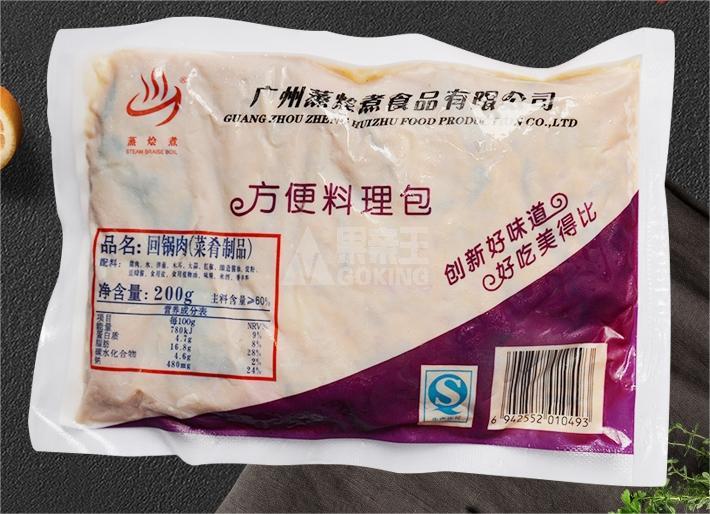 蒸烩煮
STEAM BRAISE BOIL
广州蒸烩煮食品有限公司
GUANG ZHOU ZHENG HUIZHU FOOD PRODUCTION CO.,LTD
方便料理包
创新好味道
好吃美得比
果亲王
GOKING
品名: 回锅肉(菜肴制品)
配料:
净含量: 200g 主料含量≥60%
营养成分表
项目 每100g NRV%
能量 780kJ 9%
蛋白质 4.7g 8%
脂肪 16.8g 28%
碳水化合物 4.6g 2%
钠 480mg 24%
6 942552 010493